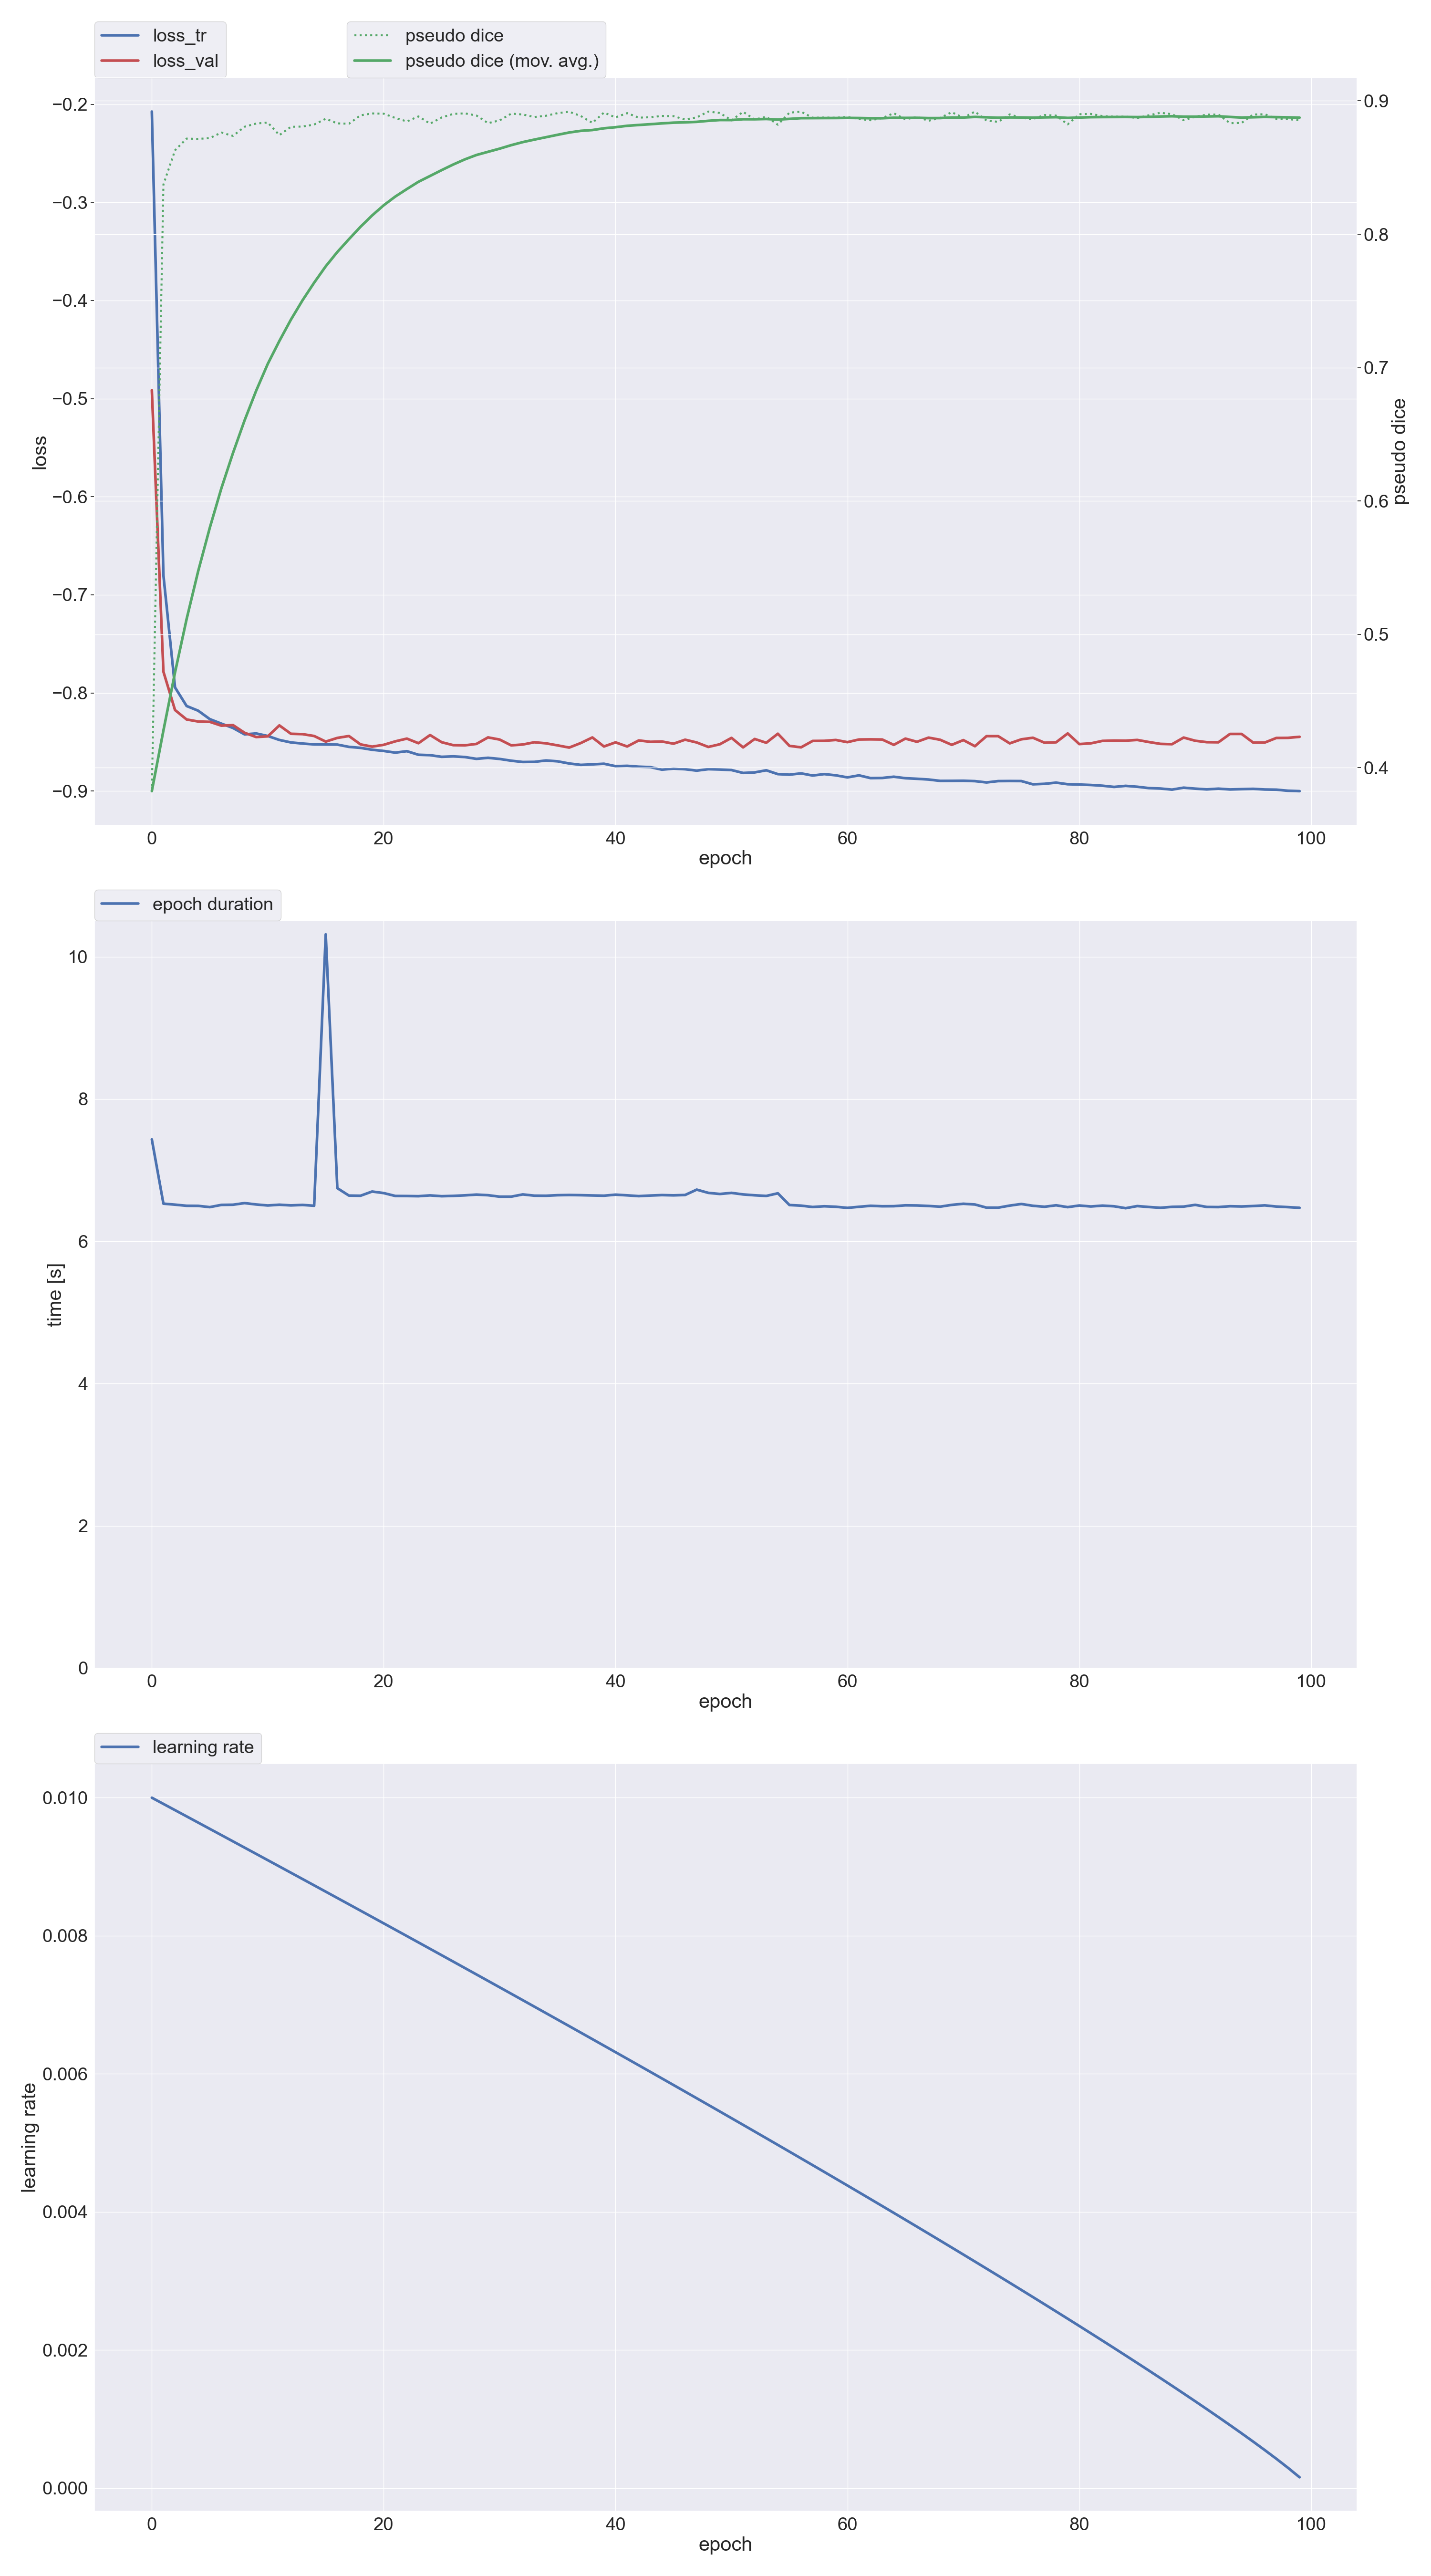 loss_tr
loss_val
pseudo dice
pseudo dice (mov. avg.)
−0.2
−0.3
−0.4
−0.5
−0.6
−0.7
−0.8
−0.9
loss
0.9
0.8
0.7
0.6
0.5
0.4
pseudo dice
0 20 40 60 80 100
epoch
epoch duration
10
8
6
4
2
0
time [s]
0 20 40 60 80 100
epoch
learning rate
0.010
0.008
0.006
0.004
0.002
0.000
learning rate
0 20 40 60 80 100
epoch